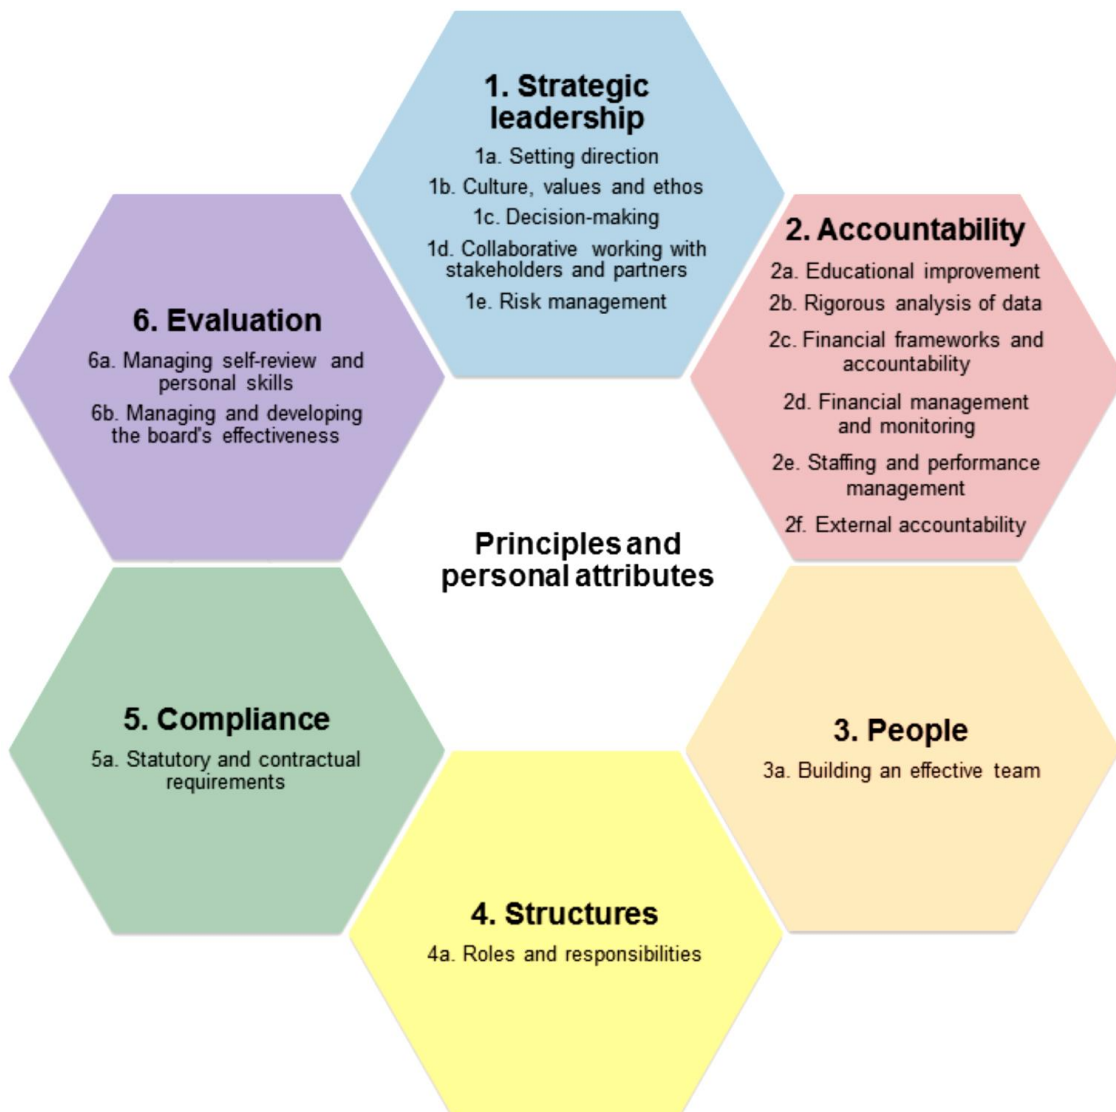 1. Strategic
leadership
1a. Setting direction
1b. Culture, values and ethos
1c. Decision-making
1d. Collaborative working with
stakeholders and partners
1e. Risk management
2. Accountability
2a. Educational improvement
2b. Rigorous analysis of data
2c. Financial frameworks and
accountability
2d. Financial management
and monitoring
2e. Staffing and performance
management
2f. External accountability
3. People
3a. Building an effective team
4. Structures
4a. Roles and responsibilities
5. Compliance
5a. Statutory and contractual
requirements
6. Evaluation
6a. Managing self-review and
personal skills
6b. Managing and developing
the board's effectiveness
Principles and
personal attributes